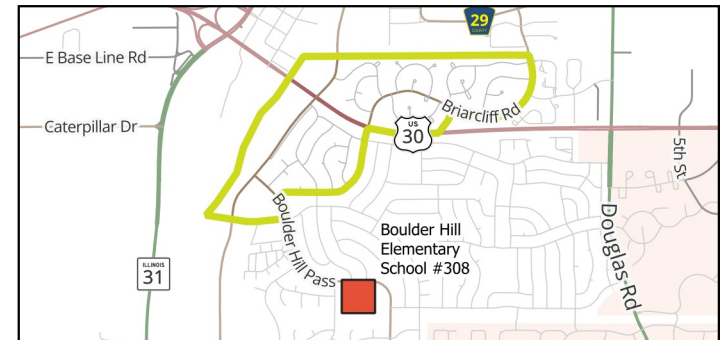 29
COUNTY
E Base Line Rd
Briarcliff Rd
Caterpillar Dr
US
30
5th St
Boulder Hill Pass
Boulder Hill
Elementary
School #308
Douglas Rd
ILLINOIS
31